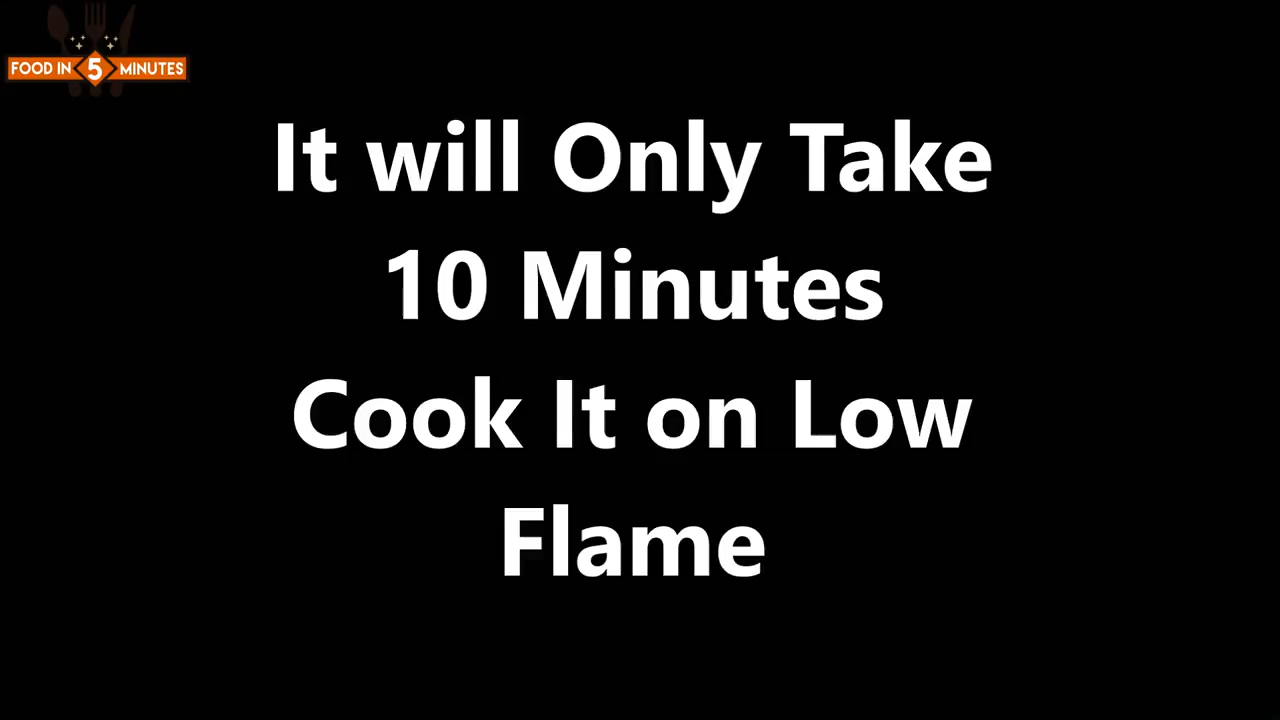 FOOD IN 5 MINUTES
It will Only Take
10 Minutes
Cook It on Low
Flame